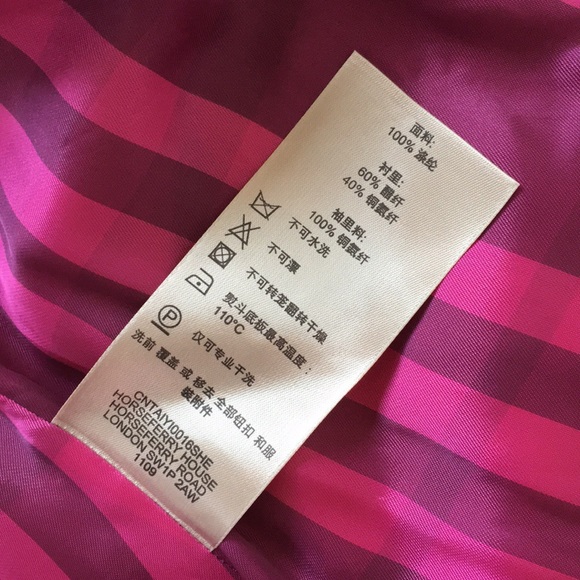 面料:
100% 涤纶
衬里:
60% 醋纤
40% 铜氨纤
袖里料:
100% 铜氨纤
不可水洗
不可漂
不可转笼翻转干燥
熨斗底板最高温度:
110°C
仅可专业干洗
P
洗前 覆盖 或 移去 全部纽扣 和服
装附件
CNTAIY0016SHE
HORSEFERRY HOUSE
HORSEFERRY ROAD
LONDON SW1P 2AW
1109